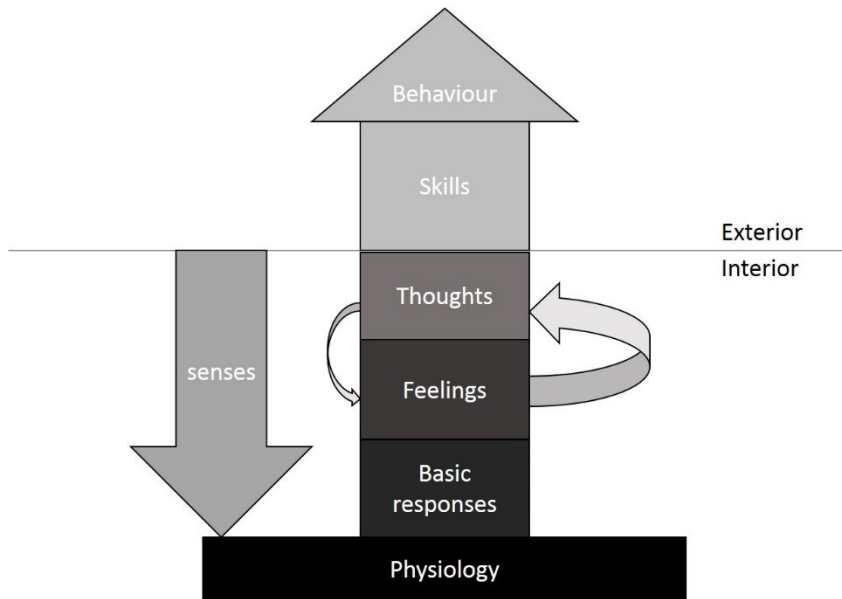 Behaviour
Skills
Exterior
Interior
Thoughts
senses
Feelings
Basic
responses
Physiology